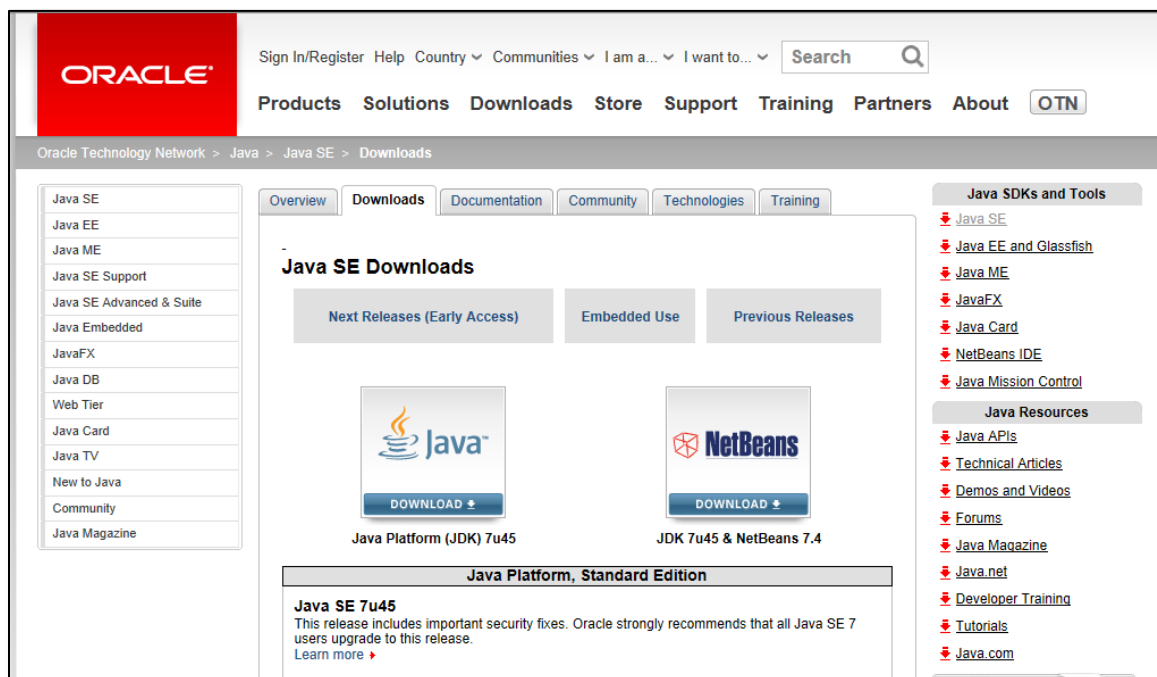 ORACLE
Sign In/Register Help Country Communities I am a... I want to... Search
Products Solutions Downloads Store Support Training Partners About OTN
Oracle Technology Network > Java > Java SE > Downloads
Java SE
Java EE
Java ME
Java SE Support
Java SE Advanced & Suite
Java Embedded
JavaFX
Java DB
Web Tier
Java Card
Java TV
New to Java
Community
Java Magazine
Overview Downloads Documentation Community Technologies Training
-
Java SE Downloads
Next Releases (Early Access) Embedded Use Previous Releases
Java™ NetBeans
DOWNLOAD DOWNLOAD
Java Platform (JDK) 7u45 JDK 7u45 & NetBeans 7.4
Java Platform, Standard Edition
Java SE 7u45
This release includes important security fixes. Oracle strongly recommends that all Java SE 7
users upgrade to this release.
Learn more
Java SDKs and Tools
Java SE
Java EE and Glassfish
Java ME
JavaFX
Java Card
NetBeans IDE
Java Mission Control
Java Resources
Java APIs
Technical Articles
Demos and Videos
Forums
Java Magazine
Java.net
Developer Training
Tutorials
Java.com